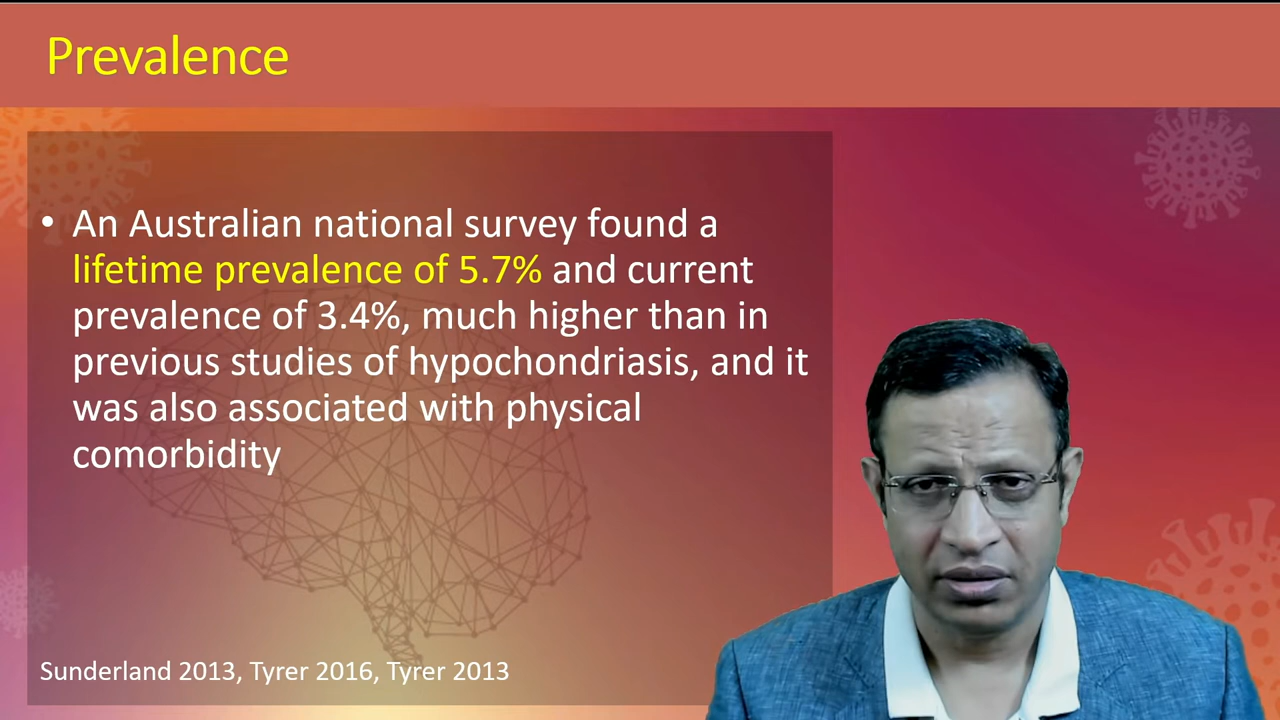 Prevalence
• An Australian national survey found a
lifetime prevalence of 5.7% and current
prevalence of 3.4%, much higher than in
previous studies of hypochondriasis, and it
was also associated with physical
comorbidity
Sunderland 2013, Tyrer 2016, Tyrer 2013